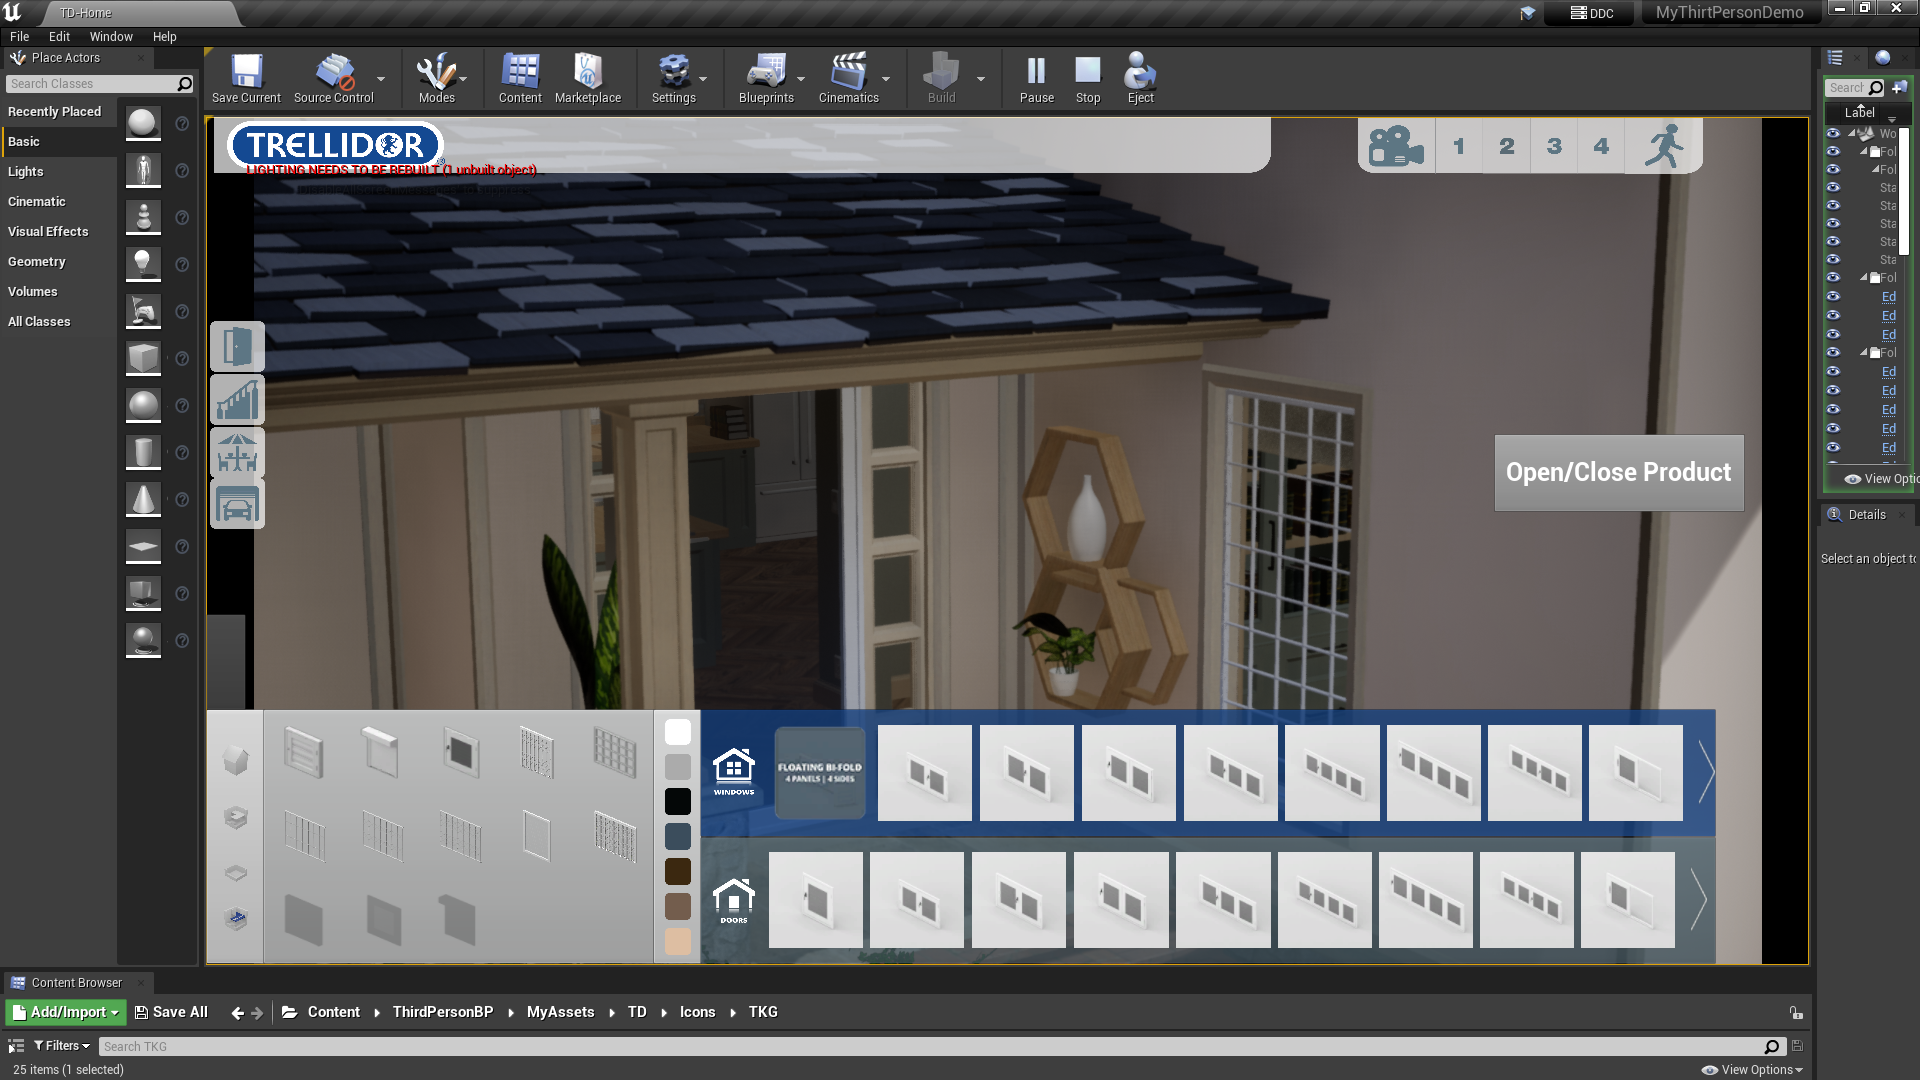 TD-Home
DDC
MyThirtPersonDemo
File Edit Window Help
Place Actors
Search Classes
Recently Placed
Basic
Lights
Cinematic
Visual Effects
Geometry
Volumes
All Classes
Save Current
Source Control
Modes
Content
Marketplace
Settings
Blueprints
Cinematics
Build
Pause
Stop
Eject
TRELLIDOR
LIGHTING NEEDS TO BE REBUILT (1 unbuilt object)
1 2 3 4
Open/Close Product
WINDOWS
FLOATING BI-FOLD
4 PANELS | 4 SIDES
DOORS
Search
Label
Wo
Fol
Fol
Sta
Sta
Sta
Sta
Sta
Fol
Ed
Ed
Ed
Fol
Ed
Ed
Ed
Ed
Ed
View Optio
Details
Select an object to
Content Browser
Add/Import Save All Content ThirdPersonBP MyAssets TD Icons TKG
Filters Search TKG
25 items (1 selected)
View Options